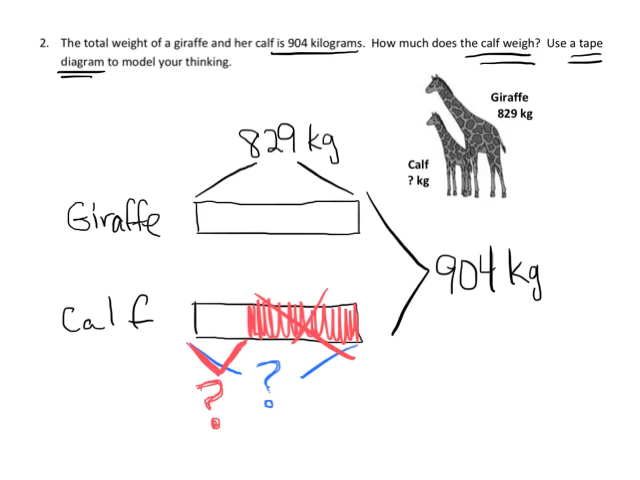 2. The total weight of a giraffe and her calf is 904 kilograms. How much does the calf weigh? Use a tape
diagram to model your thinking.
Giraffe
829 kg
829 kg
Calf
? kg
Giraffe
904 kg
Calf
?
?